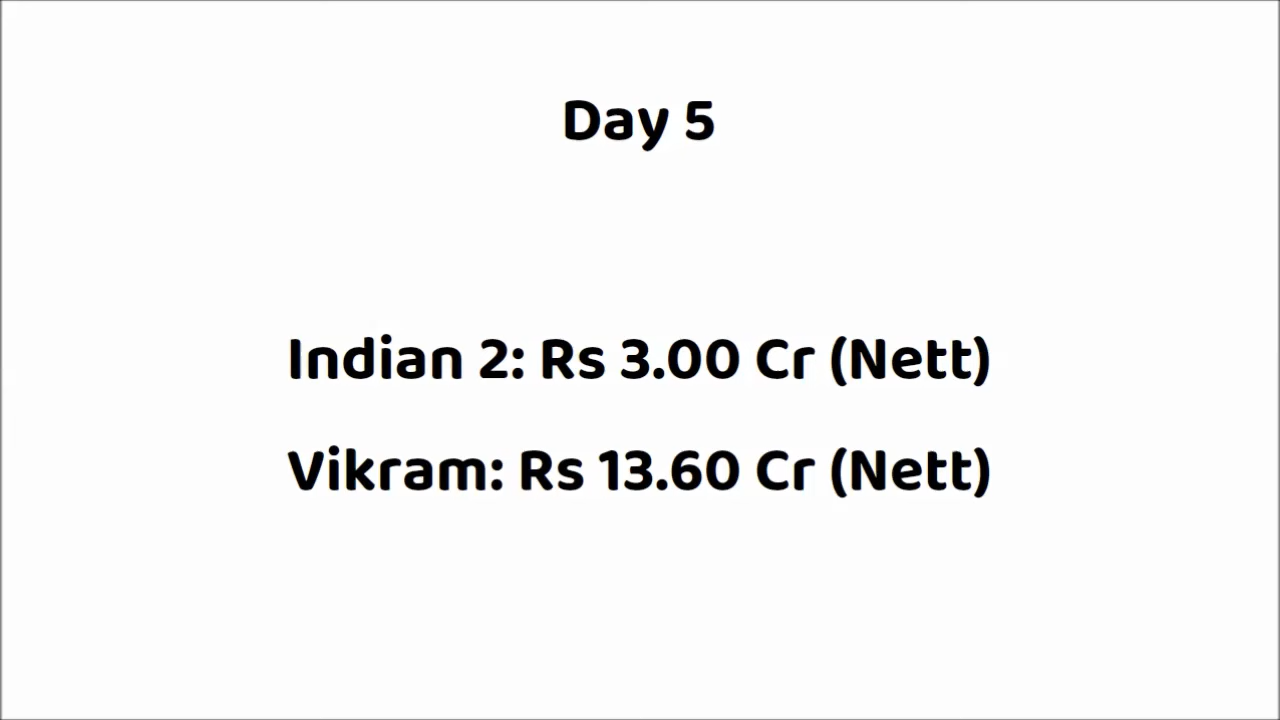 Day 5
Indian 2: Rs 3.00 Cr (Nett)
Vikram: Rs 13.60 Cr (Nett)